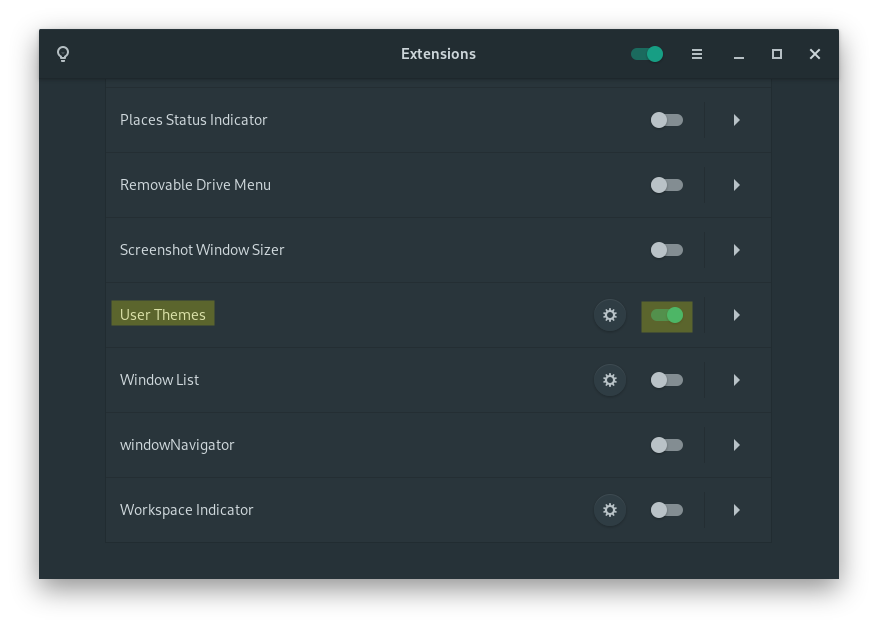 Extensions
Places Status Indicator
Removable Drive Menu
Screenshot Window Sizer
User Themes
Window List
windowNavigator
Workspace Indicator